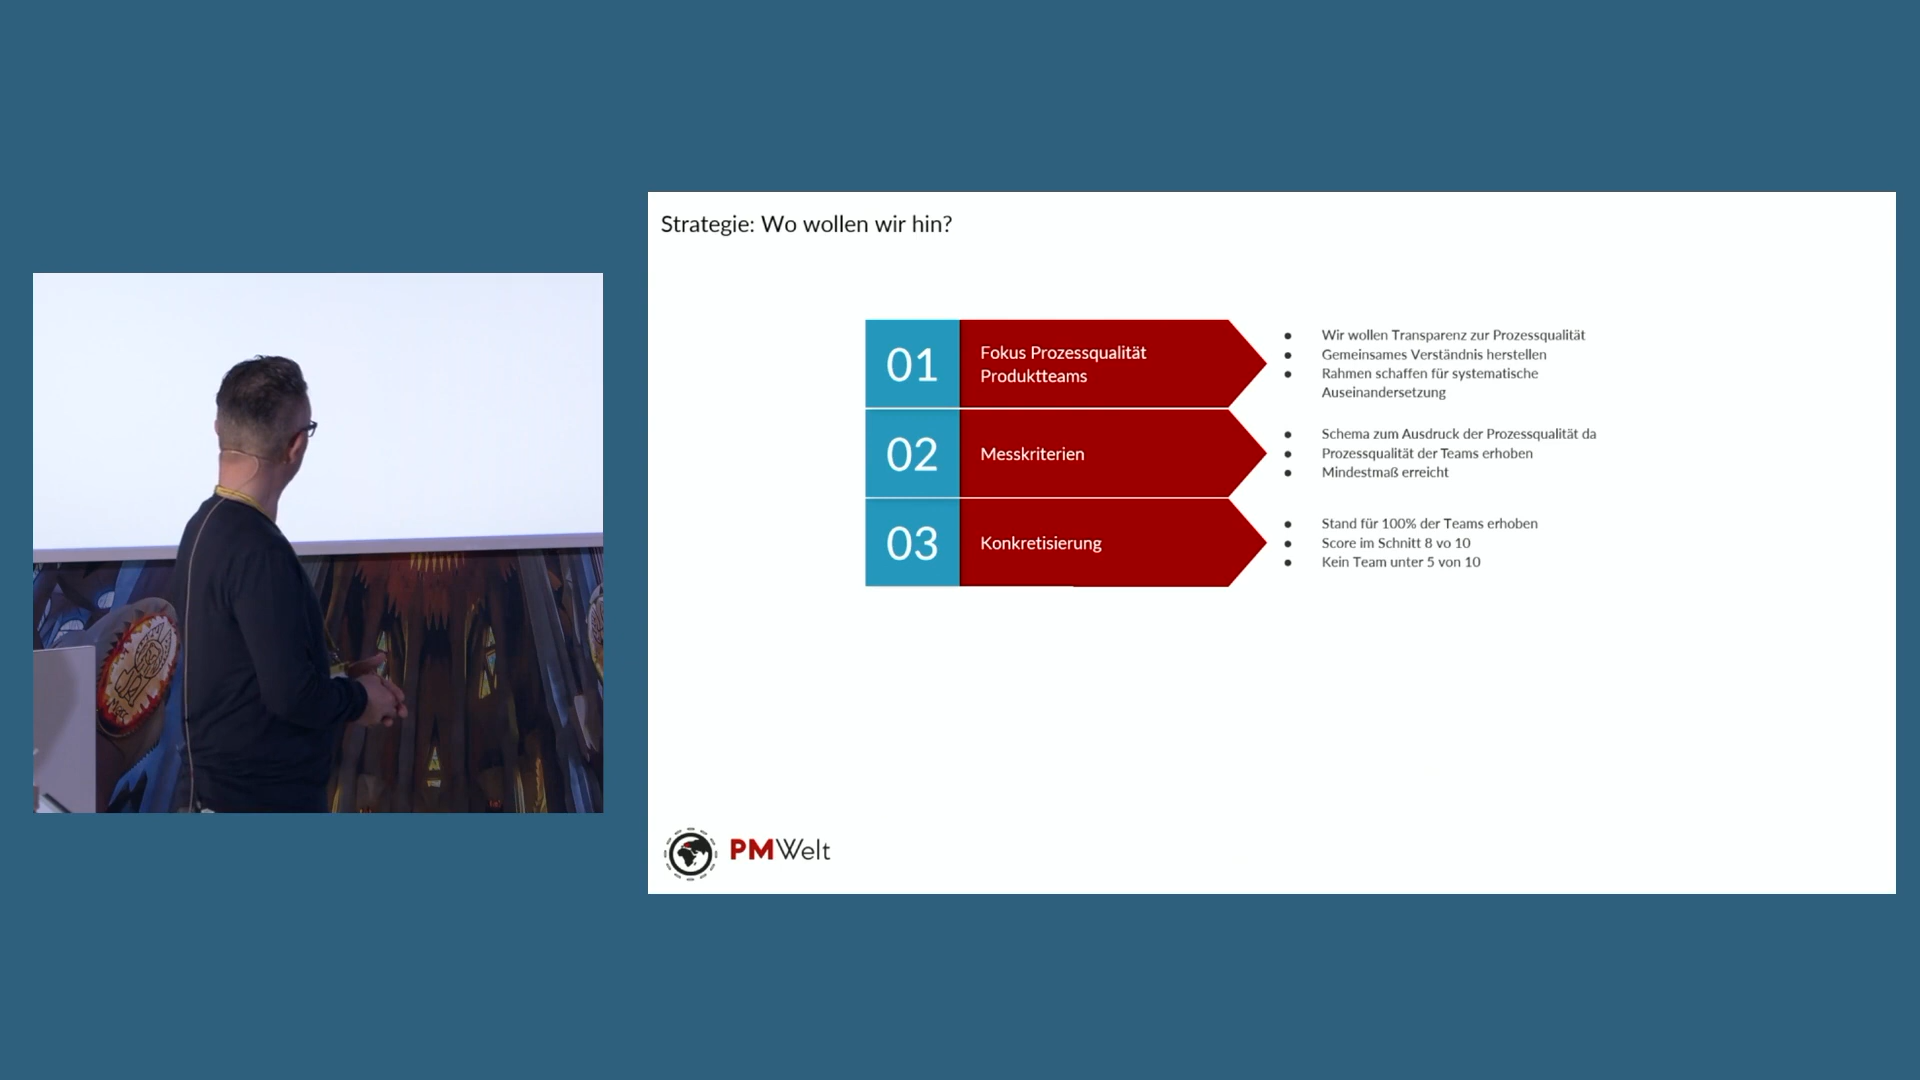 Strategie: Wo wollen wir hin?
01
Fokus Prozessqualität
Produktteams
● Wir wollen Transparenz zur Prozessqualität
● Gemeinsames Verständnis herstellen
● Rahmen schaffen für systematische
Auseinandersetzung
02
Messkriterien
● Schema zum Ausdruck der Prozessqualität da
● Prozessqualität der Teams erhoben
● Mindestmaß erreicht
03
Konkretisierung
● Stand für 100% der Teams erhoben
● Score im Schnitt 8 vo 10
● Kein Team unter 5 von 10
PMWelt